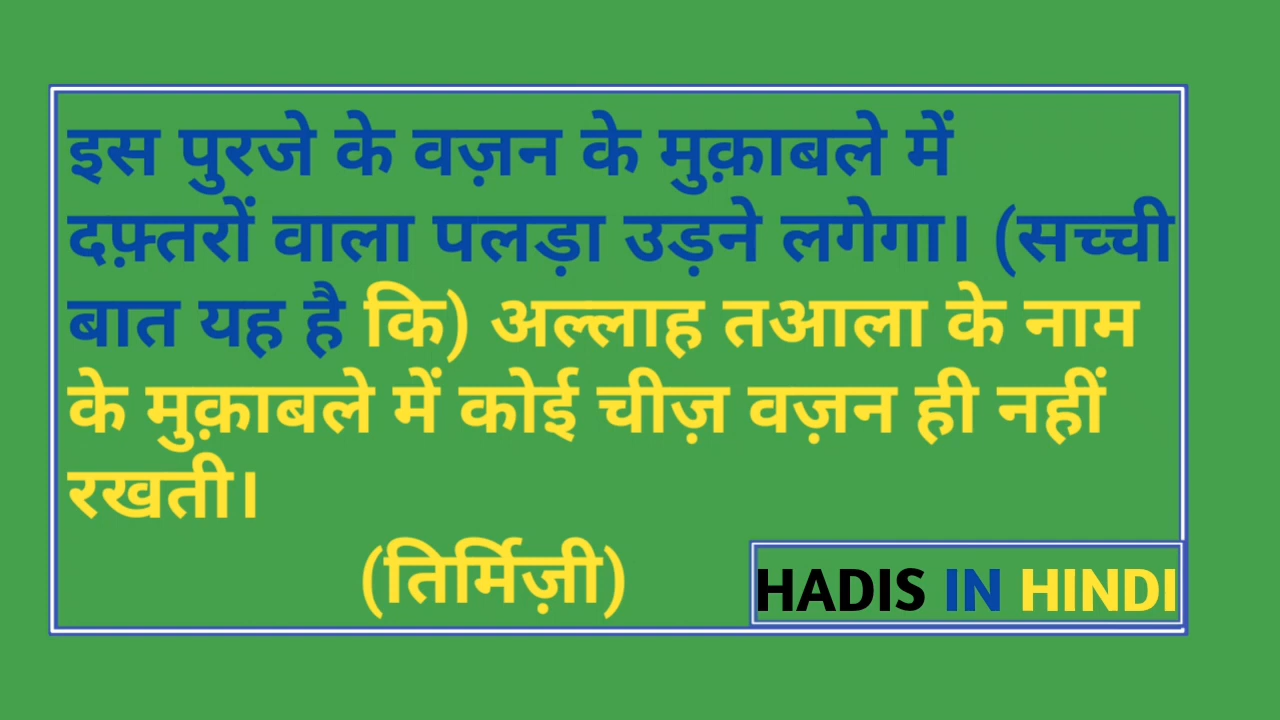 इस पुरजे के वज़न के मुक़ाबले में
दफ़्तरों वाला पलड़ा उड़ने लगेगा। (सच्ची
बात यह है कि) अल्लाह तआला के नाम
के मुक़ाबले में कोई चीज़ वज़न ही नहीं
रखती।
(तिर्मिज़ी)
HADIS IN HINDI